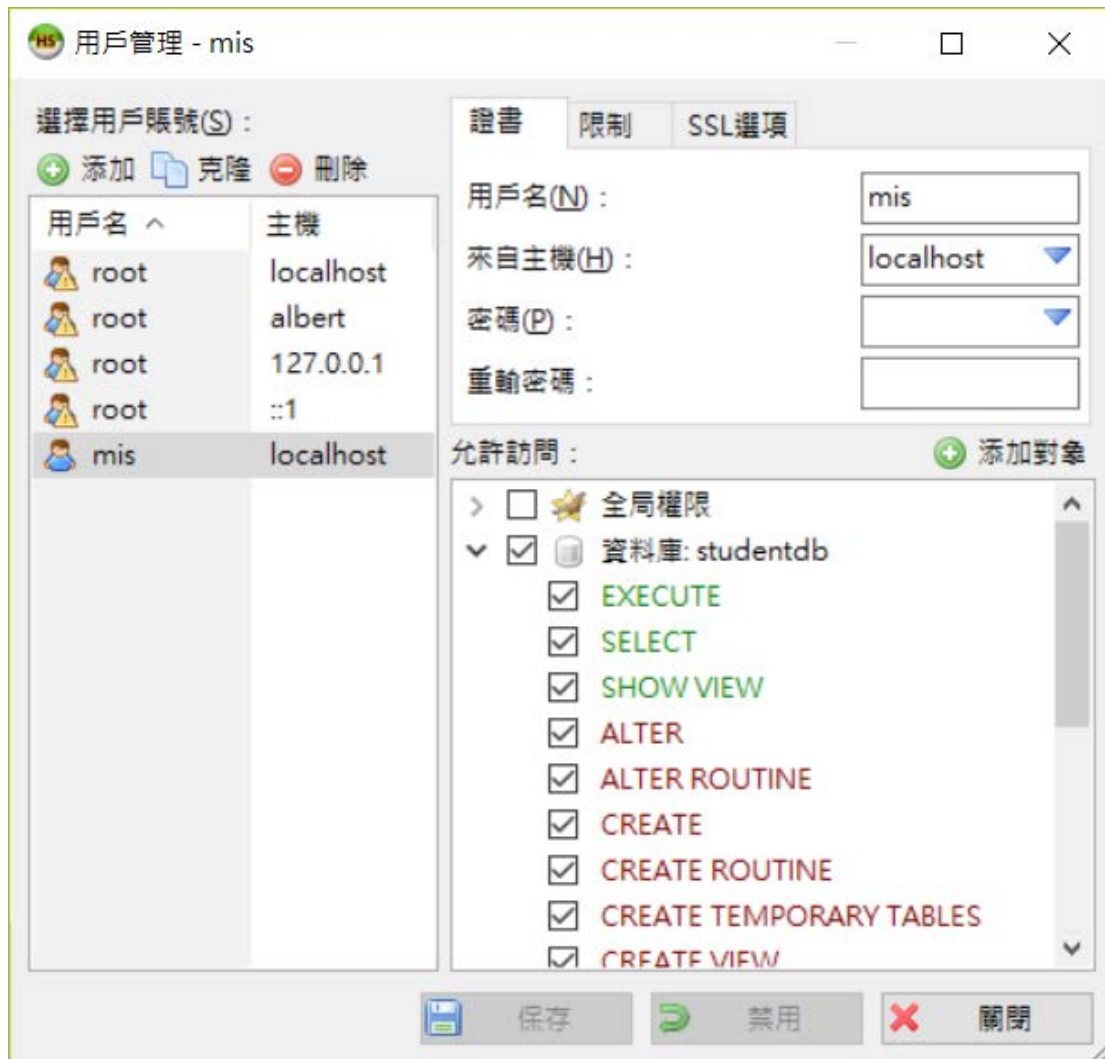 HS 用戶管理 - mis
選擇用戶賬號(S)：
添加 克隆 刪除
用戶名 主機
root localhost
root albert
root 127.0.0.1
root ::1
mis localhost
證書 限制 SSL選項
用戶名(N)： mis
來自主機(H)： localhost
密碼(P)：
重輸密碼：
允許訪問： 添加對象
全局權限
資料庫: studentdb
EXECUTE
SELECT
SHOW VIEW
ALTER
ALTER ROUTINE
CREATE
CREATE ROUTINE
CREATE TEMPORARY TABLES
CREATE VIEW
保存 禁用 關閉